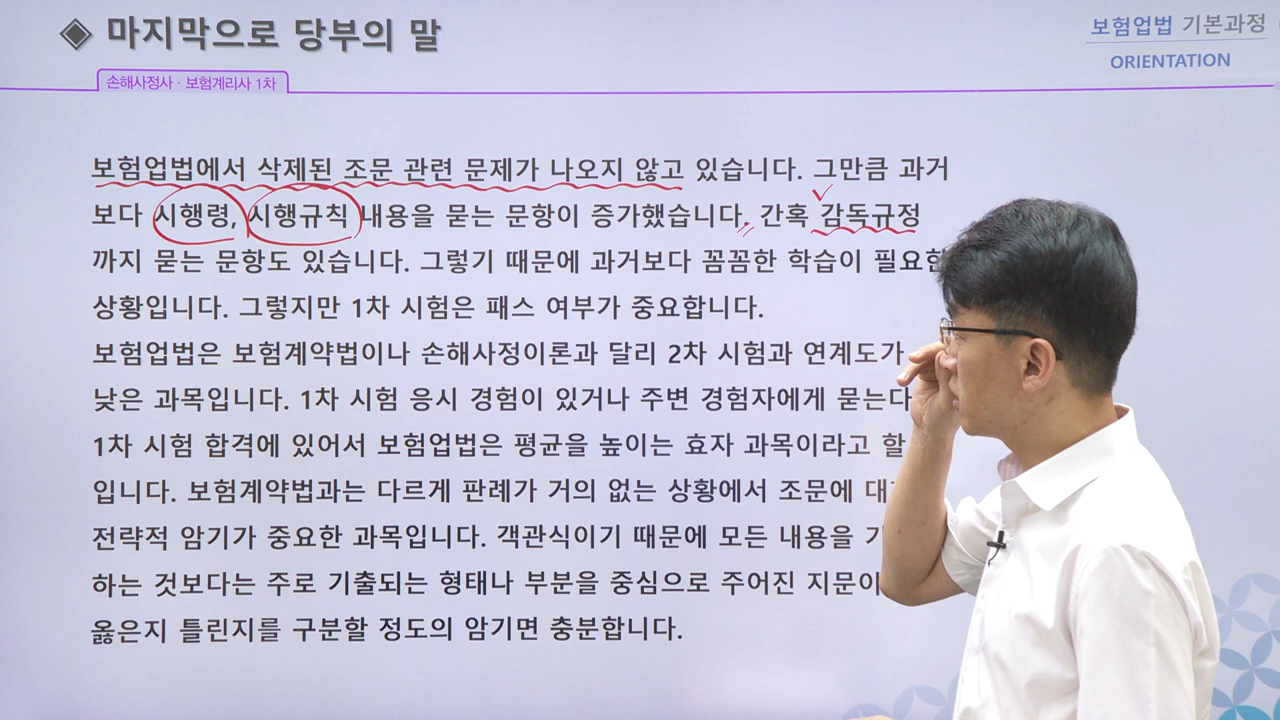 ◈ 마지막으로 당부의 말
보험업법 기본과정
ORIENTATION
손해사정사 · 보험계리사 1차
보험업법에서 삭제된 조문 관련 문제가 나오지 않고 있습니다. 그만큼 과거
보다 시행령, 시행규칙 내용을 묻는 문항이 증가했습니다. 간혹 감독규정
까지 묻는 문항도 있습니다. 그렇기 때문에 과거보다 꼼꼼한 학습이 필요한
상황입니다. 그렇지만 1차 시험은 패스 여부가 중요합니다.
보험업법은 보험계약법이나 손해사정이론과 달리 2차 시험과 연계도가
낮은 과목입니다. 1차 시험 응시 경험이 있거나 주변 경험자에게 묻는다
1차 시험 합격에 있어서 보험업법은 평균을 높이는 효자 과목이라고 할
입니다. 보험계약법과는 다르게 판례가 거의 없는 상황에서 조문에
전략적 암기가 중요한 과목입니다. 객관식이기 때문에 모든 내용을
하는 것보다는 주로 기출되는 형태나 부분을 중심으로 주어진 지문이
옳은지 틀린지를 구분할 정도의 암기면 충분합니다.